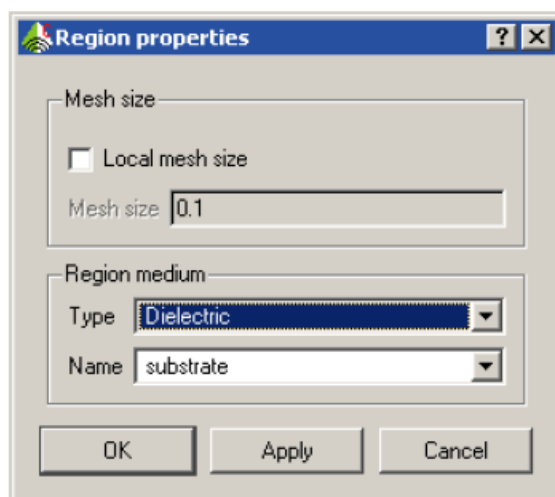 Region properties
Mesh size
Local mesh size
Mesh size 0.1
Region medium
Type Dielectric
Name substrate
OK Apply Cancel